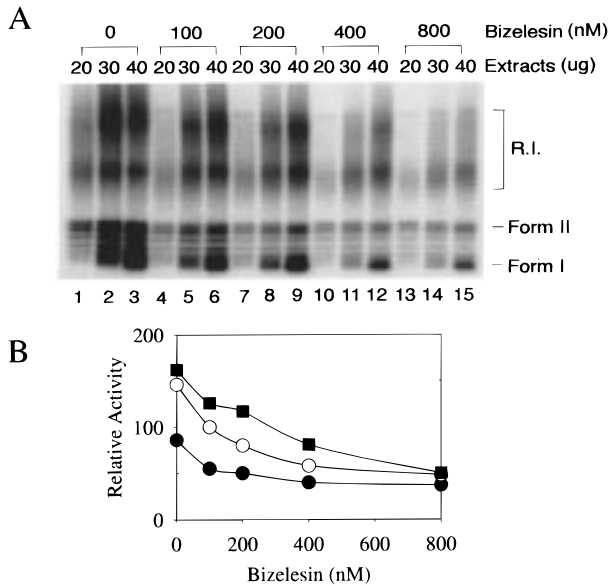 A
0 100 200 400 800 Bizelesin (nM)
20 30 40 20 30 40 20 30 40 20 30 40 20 30 40 Extracts (ug)
R.I.
Form II
Form I
1 2 3 4 5 6 7 8 9 10 11 12 13 14 15
B
200
100
0
Relative Activity
0 200 400 600 800
Bizelesin (nM)